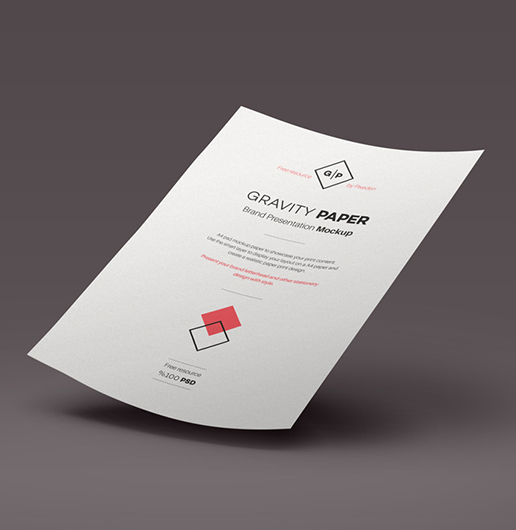 Free resource G/P by Feeden
GRAVITY PAPER
Brand Presentation Mockup
A4 psd mockup paper to showcase your print content.
Use the smart layer to display your layout on a A4 paper and
create a realistic paper print design.
Present your brand letterhead and other stationery
design with style.
Free resource
%100 PSD